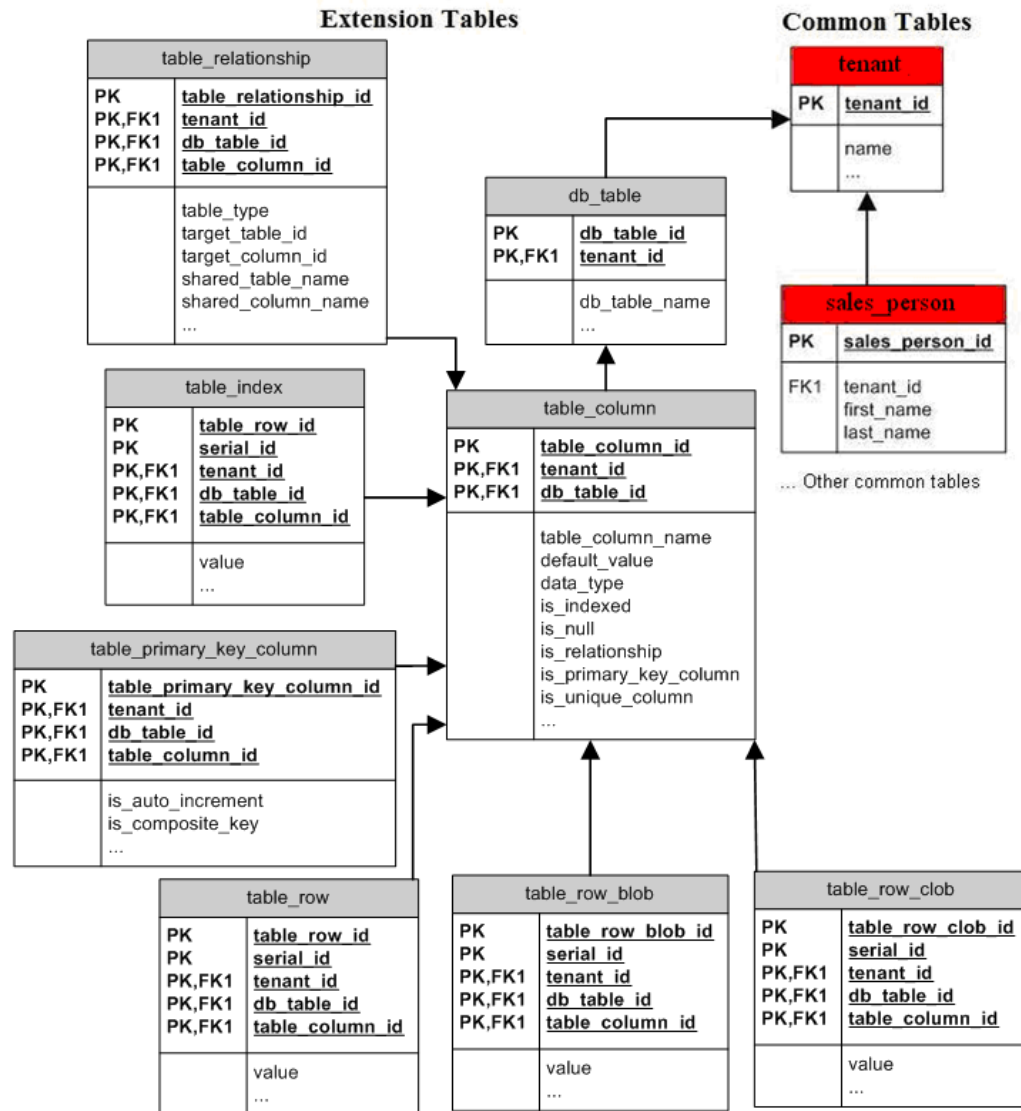 Extension Tables
Common Tables
table_relationship
PK table_relationship_id
PK,FK1 tenant_id
PK,FK1 db_table_id
PK,FK1 table_column_id
table_type
target_table_id
target_column_id
shared_table_name
shared_column_name
...
tenant
PK tenant_id
name
...
db_table
PK db_table_id
PK,FK1 tenant_id
db_table_name
...
sales_person
PK sales_person_id
FK1 tenant_id
first_name
last_name
... Other common tables
table_index
PK table_row_id
PK serial_id
PK,FK1 tenant_id
PK,FK1 db_table_id
PK,FK1 table_column_id
value
...
table_column
PK table_column_id
PK,FK1 tenant_id
PK,FK1 db_table_id
table_column_name
default_value
data_type
is_indexed
is_null
is_relationship
is_primary_key_column
is_unique_column
...
table_primary_key_column
PK table_primary_key_column_id
PK,FK1 tenant_id
PK,FK1 db_table_id
PK,FK1 table_column_id
is_auto_increment
is_composite_key
...
table_row
PK table_row_id
PK serial_id
PK,FK1 tenant_id
PK,FK1 db_table_id
PK,FK1 table_column_id
value
...
table_row_blob
PK table_row_blob_id
PK serial_id
PK,FK1 tenant_id
PK,FK1 db_table_id
PK,FK1 table_column_id
value
...
table_row_clob
PK table_row_clob_id
PK serial_id
PK,FK1 tenant_id
PK,FK1 db_table_id
PK,FK1 table_column_id
value
...